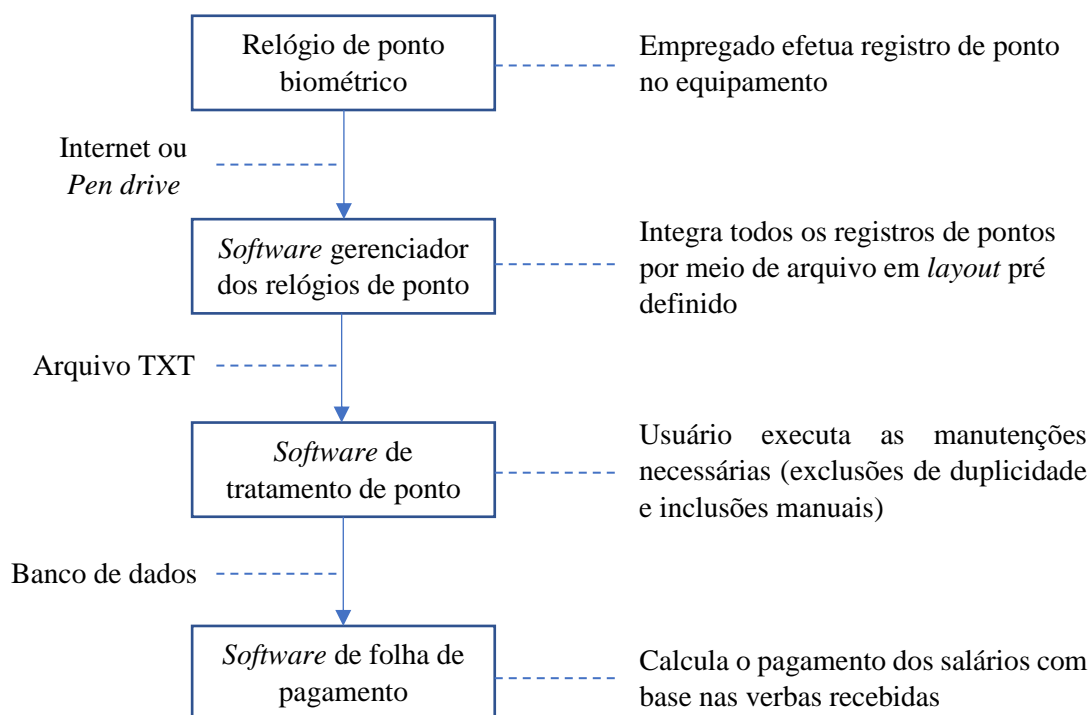 Relógio de ponto
biométrico
Empregado efetua registro de ponto
no equipamento
Internet ou
Pen drive
Software gerenciador
dos relógios de ponto
Integra todos os registros de pontos
por meio de arquivo em layout pré
definido
Arquivo TXT
Software de
tratamento de ponto
Usuário executa as manutenções
necessárias (exclusões de duplicidade
e inclusões manuais)
Banco de dados
Software de folha de
pagamento
Calcula o pagamento dos salários com
base nas verbas recebidas